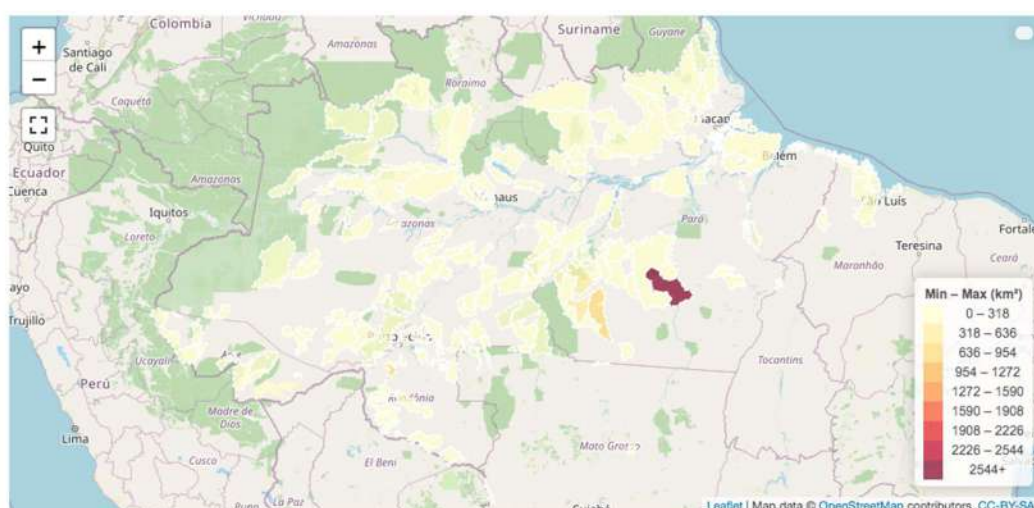 +
−
Colombia
Santiago
de Cali
Caquetá
Quito
Ecuador
Cuenca
Amazonas
Iquitos
Loreto
Trujillo
Ucayali
Perú
Lima
Madre de
Dios
Cusco
La Paz
El Beni
Amazonas
Roraima
Suriname
Guyane
Belém
Pará
São Luís
Teresina
Maranhão
Ceará
Tocantins
Mato Grosso
Min – Max (km²)
0 – 318
318 – 636
636 – 954
954 – 1272
1272 – 1590
1590 – 1908
1908 – 2226
2226 – 2544
2544+
Leaflet | Map data © OpenStreetMap contributors, CC-BY-SA